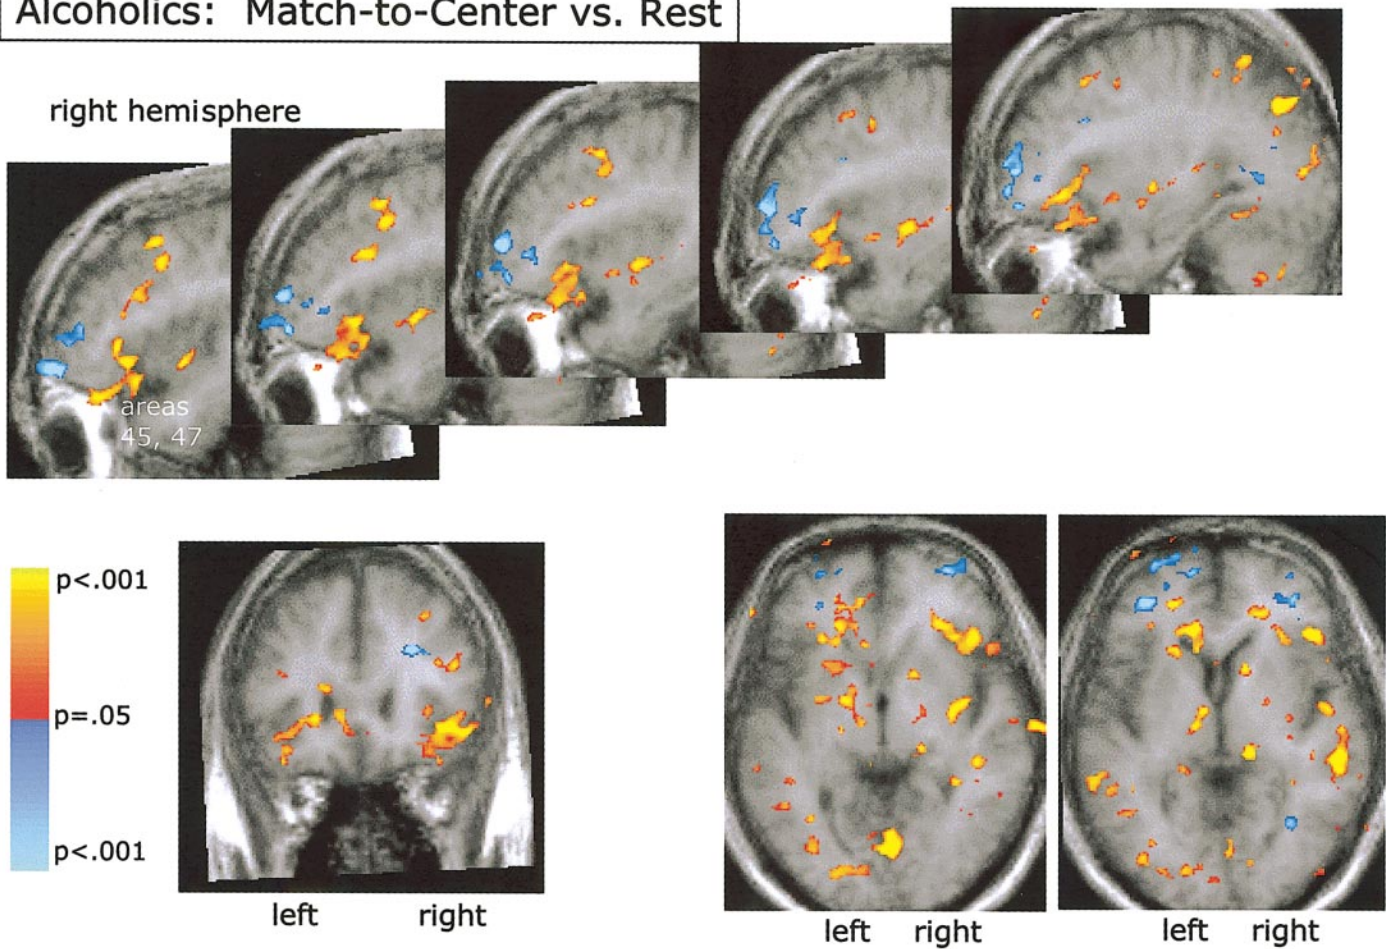 Alcoholics: Match-to-Center vs. Rest
right hemisphere
areas
45, 47
p<.001
p=.05
p<.001
left right
left right
left right